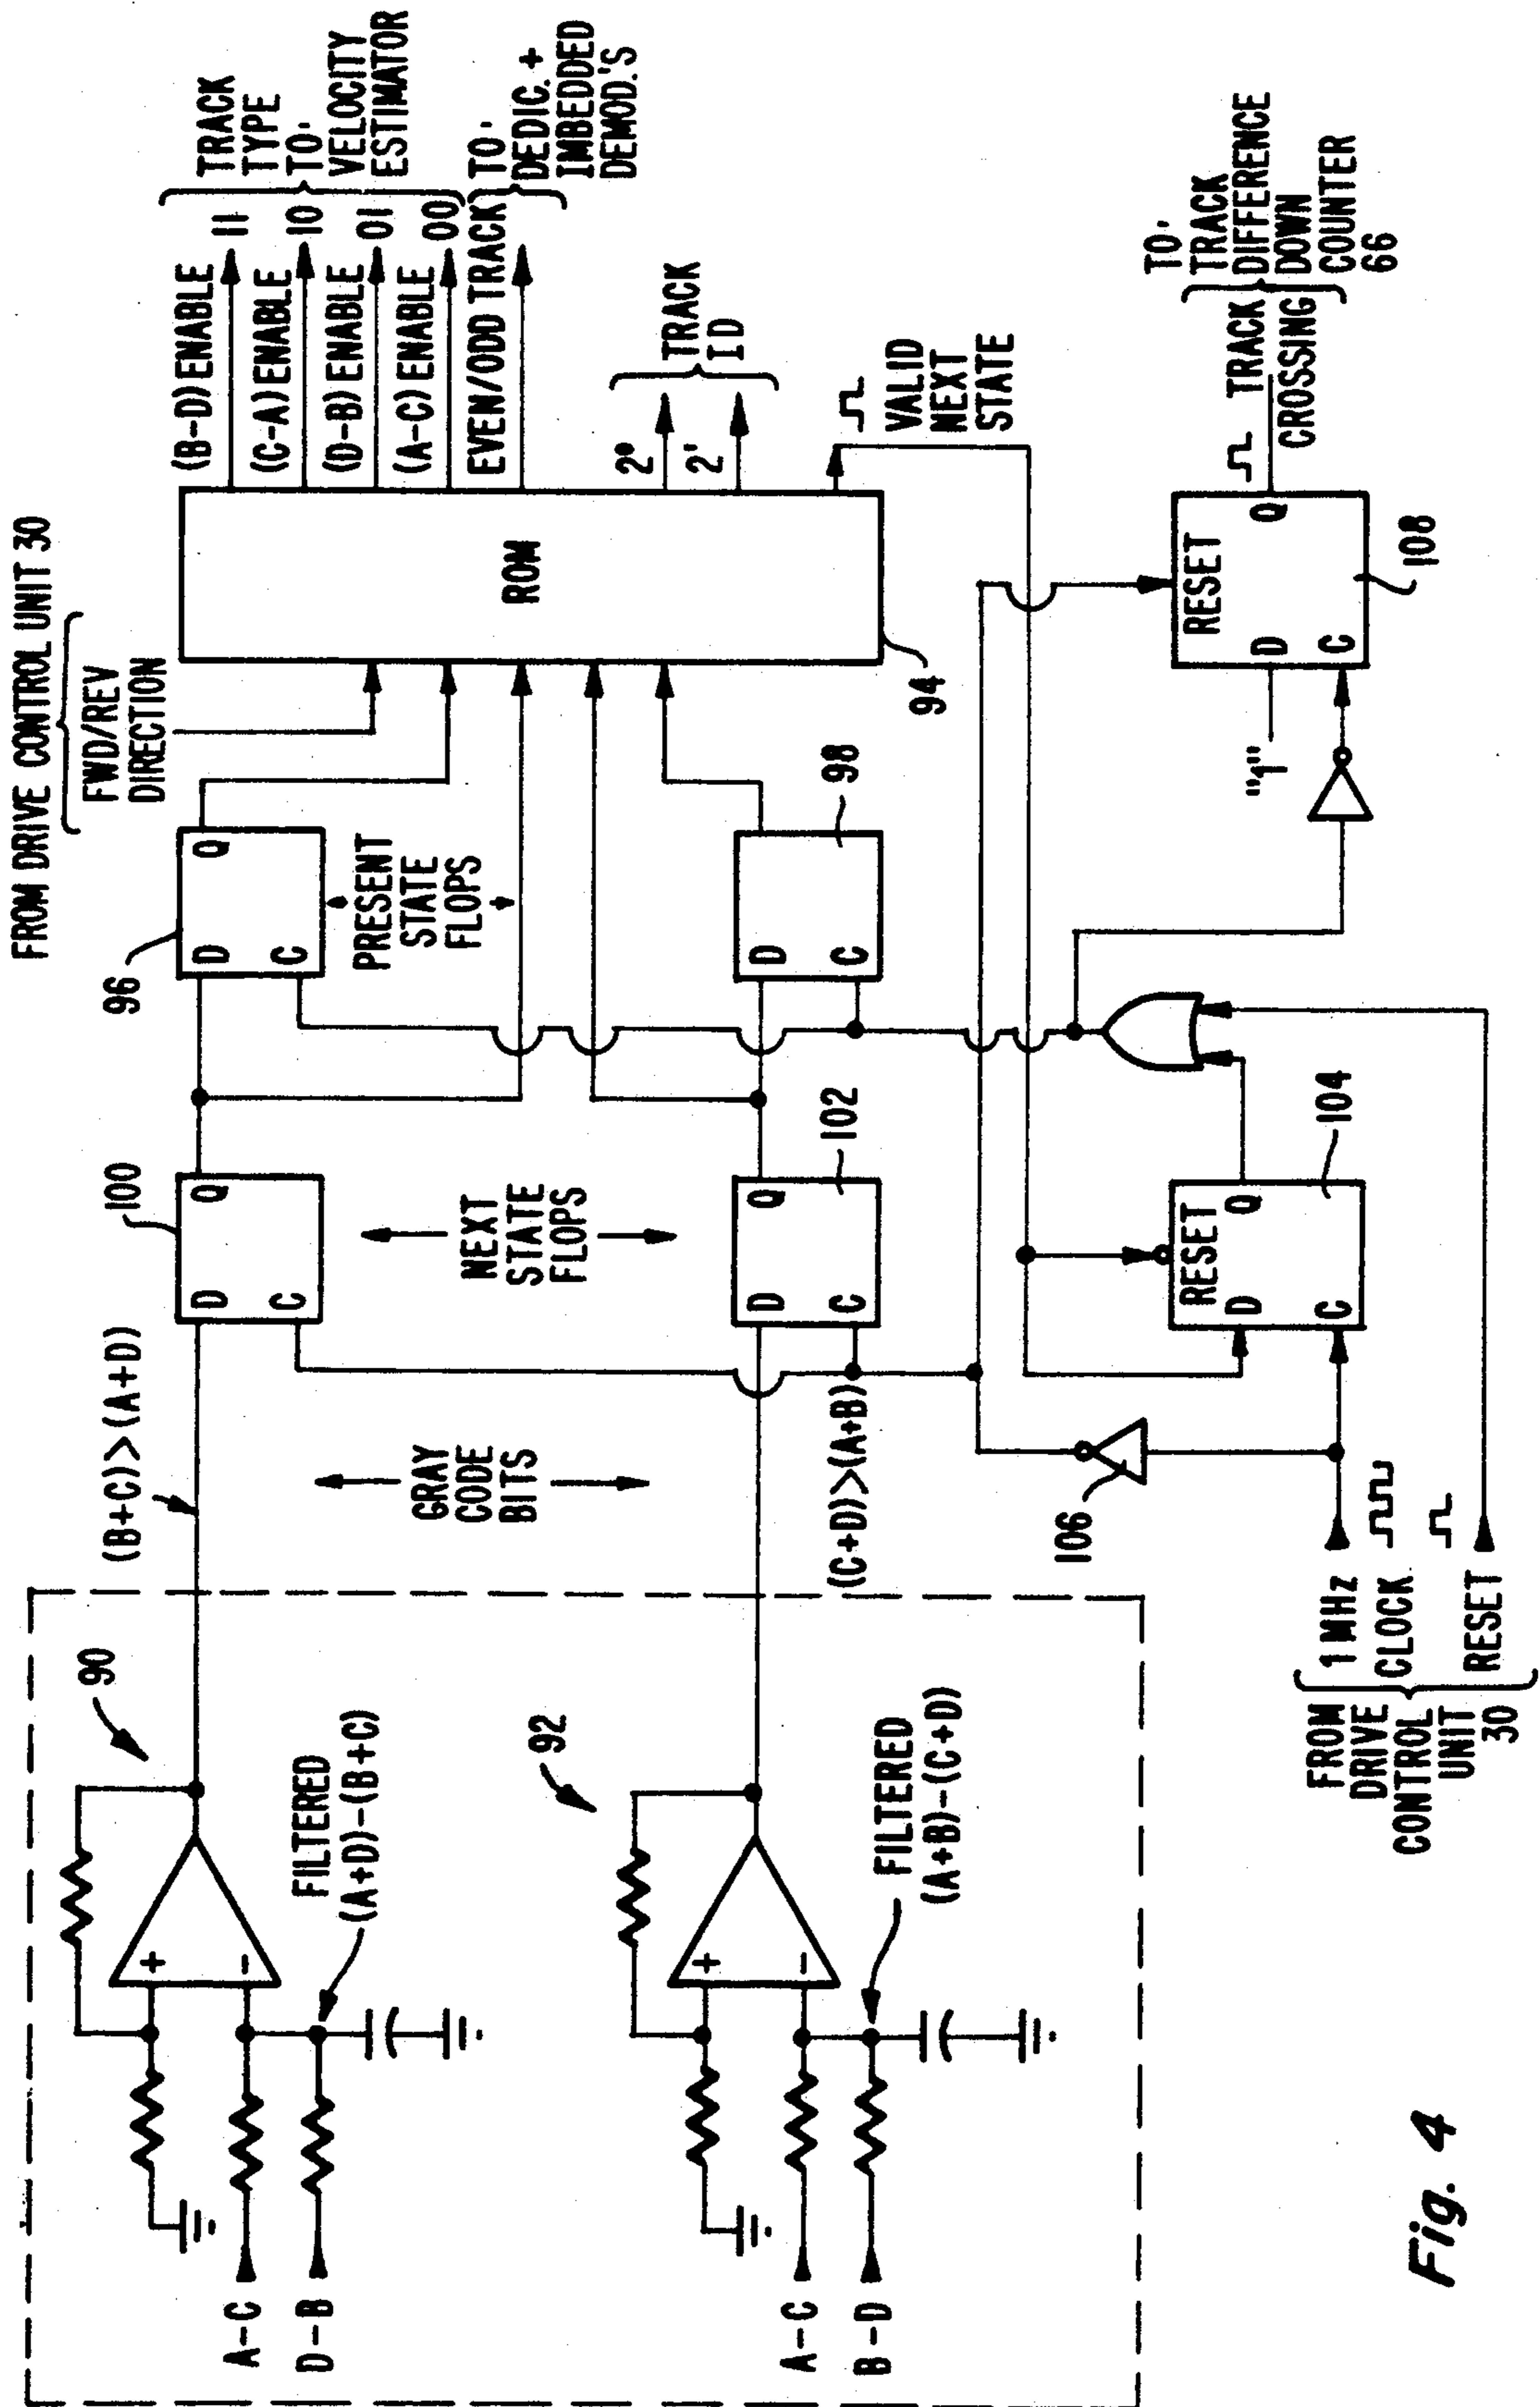 A-C
D-B
90
+
-
FILTERED
(A+D)-(B+C)
A-C
B-D
92
+
-
FILTERED
(A+B)-(C+D)
(B+C)>(A+D)
GRAY
CODE
BITS
(C+D)>(A+B)
100
D
Q
C
NEXT
STATE
FLOPS
102
D
Q
C
96
D
Q
C
PRESENT
STATE
FLOPS
98
D
C
FROM DRIVE CONTROL UNIT 30
FWD/REV
DIRECTION
ROM
94
(B-D) ENABLE 11
(C-A) ENABLE 10
(D-B) ENABLE 01
(A-C) ENABLE 00
TRACK
TYPE
TO·
VELOCITY
ESTIMATOR
EVEN/ODD TRACK
TO·
DEDIC. +
IMBEDDED
DEMOD.'S
2⁰
2'
TRACK
ID
VALID
NEXT
STATE
FROM
DRIVE
CONTROL
UNIT
30
1 MHz
CLOCK
RESET
106
RESET
D
Q
C
104
"1"
RESET
D
Q
C
108
TRACK
CROSSING
TO·
TRACK
DIFFERENCE
DOWN
COUNTER
66
Fig. 4